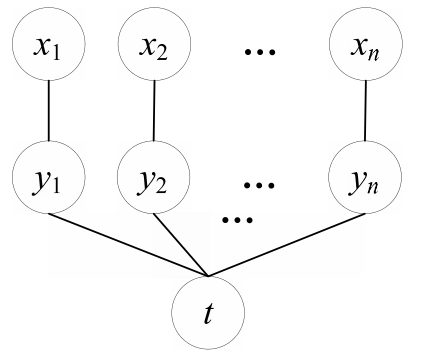 x₁ x₂ ... xₙ
y₁ y₂ ... yₙ
...
t